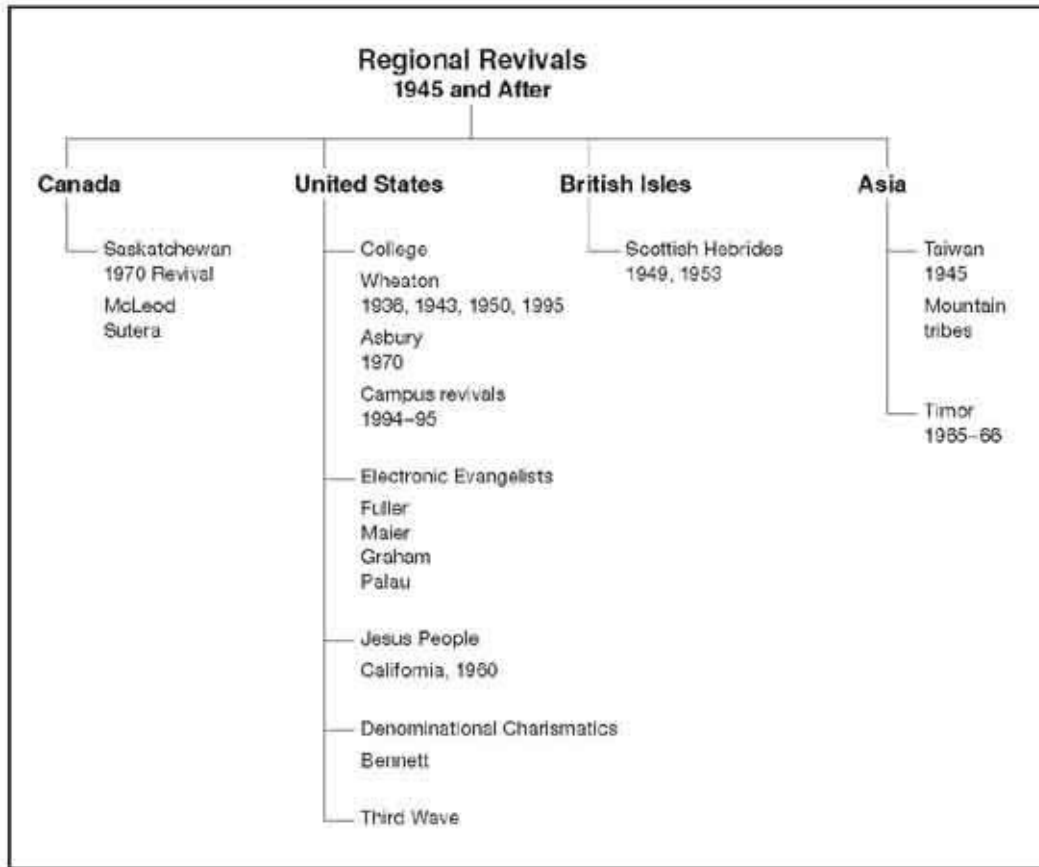 Regional Revivals
1945 and After
Canada
Saskatchewan
1970 Revival
McLeod
Sutera
United States
College
Wheaton
1936, 1943, 1950, 1995
Asbury
1970
Campus revivals
1994–95
Electronic Evangelists
Fuller
Maier
Graham
Palau
Jesus People
California, 1960
Denominational Charismatics
Bennett
Third Wave
British Isles
Scottish Hebrides
1949, 1953
Asia
Taiwan
1945
Mountain
tribes
Timor
1965–66